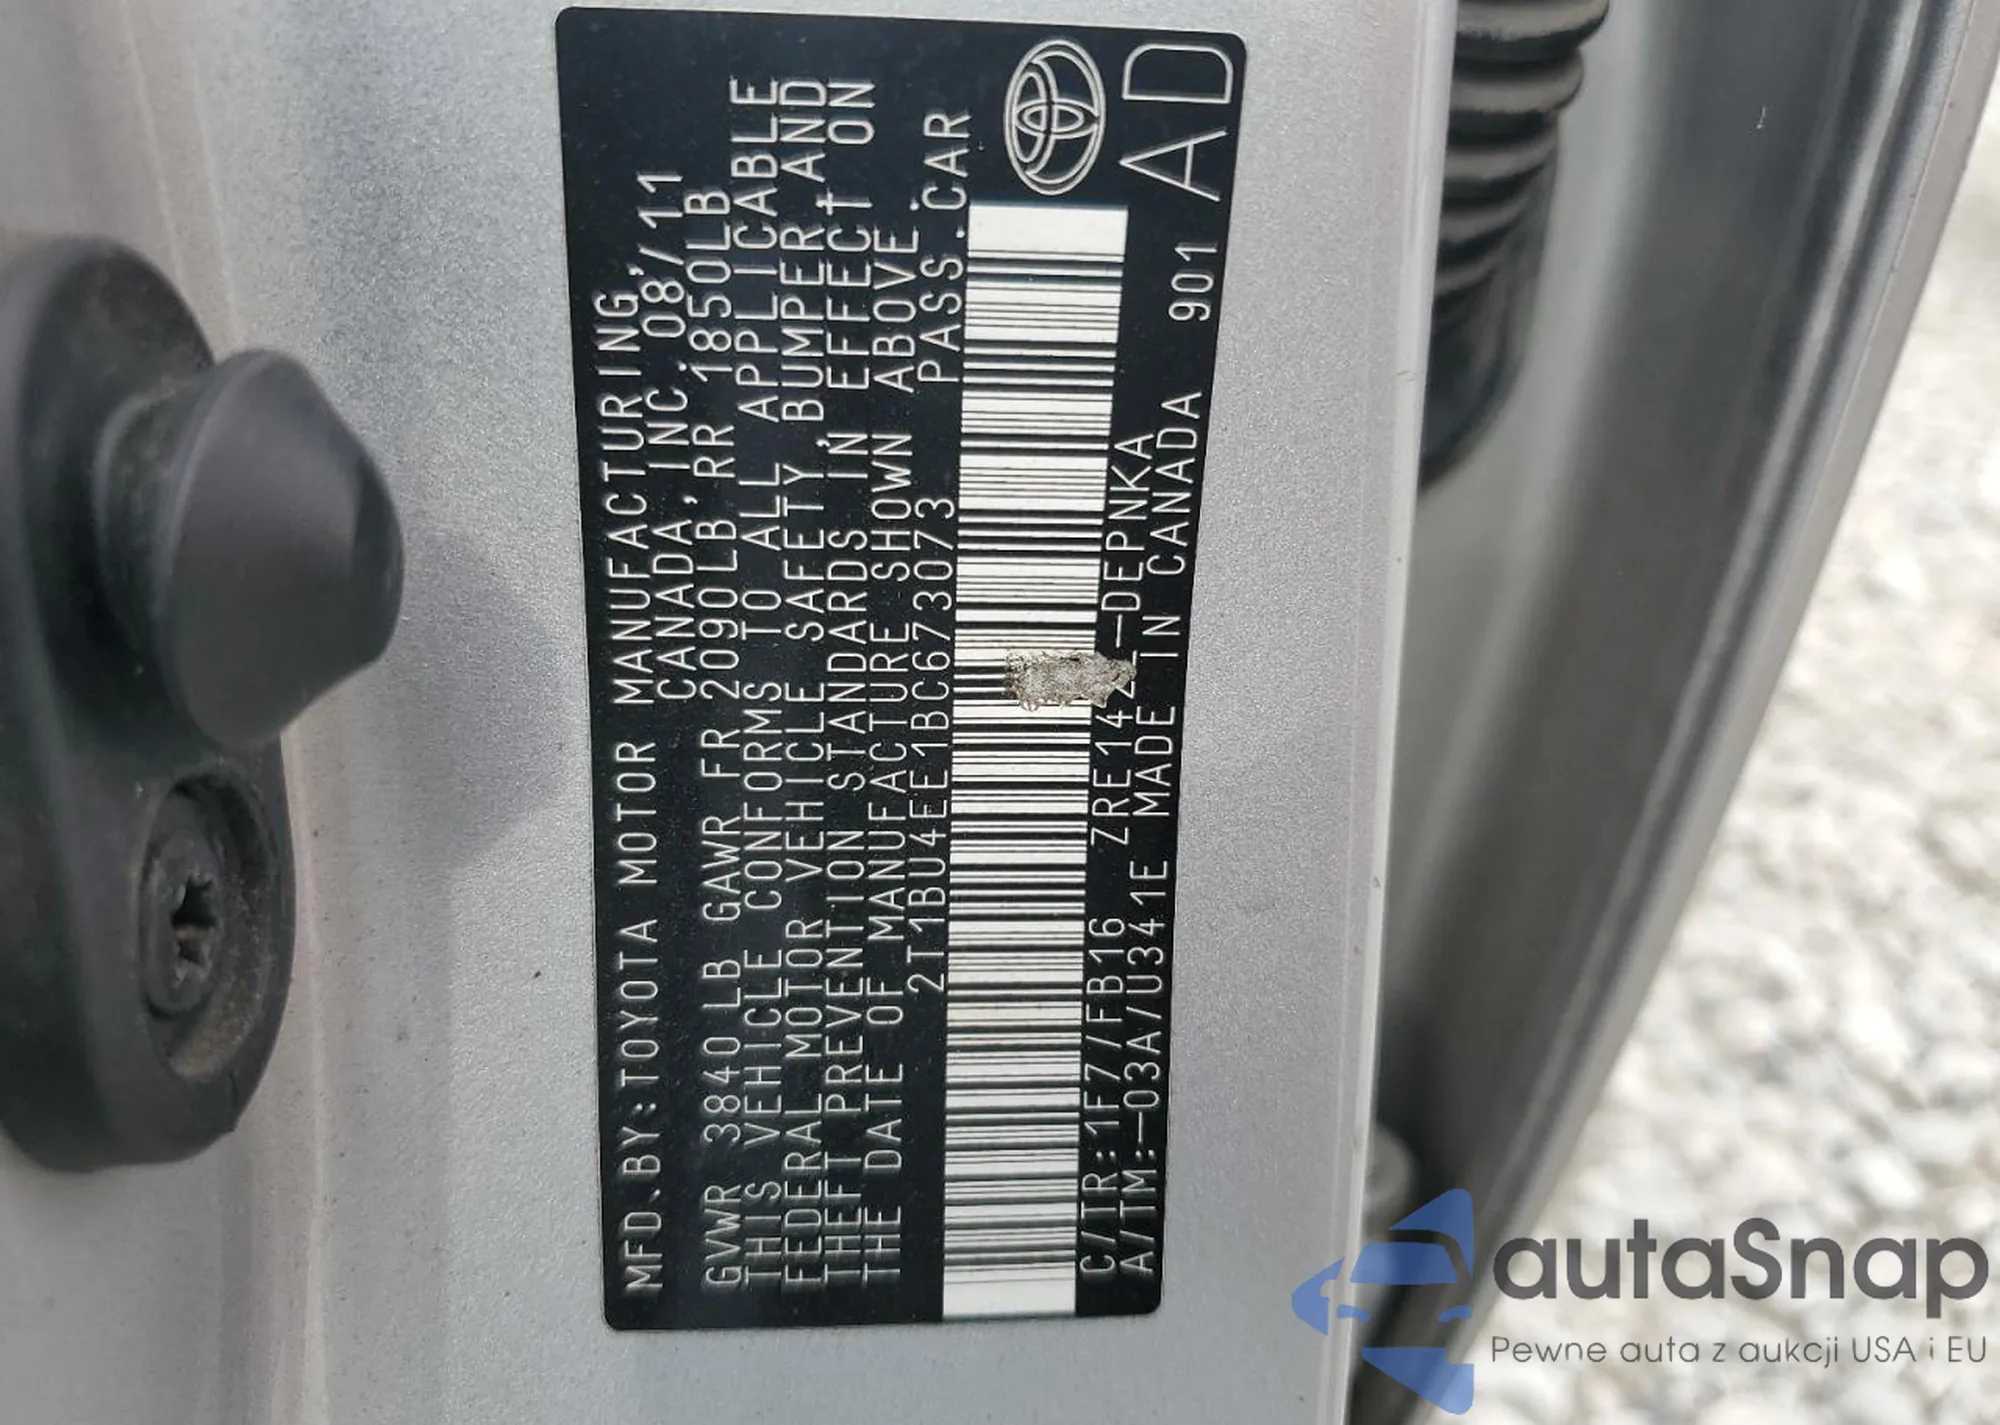 MFD.BY:TOYOTA MOTOR MANUFACTURING,
CANADA, INC. 08/11
GVWR 3840LB GAWR FR 2090LB,RR 1850LB
THIS VEHICLE CONFORMS TO ALL APPLICABLE
FEDERAL MOTOR VEHICLE SAFETY, BUMPER, AND
THEFT PREVENTION STANDARDS IN EFFECT ON
THE DATE OF MANUFACTURE SHOWN ABOVE.
2T1BU4EE1BC673073 PASS.CAR
C/TR:1F7/FB16 ZRE142L-DEPNKA
A/TM:-03A/U341E MADE IN CANADA 901 AD
autaSnap
Pewne auta z aukcji USA i EU